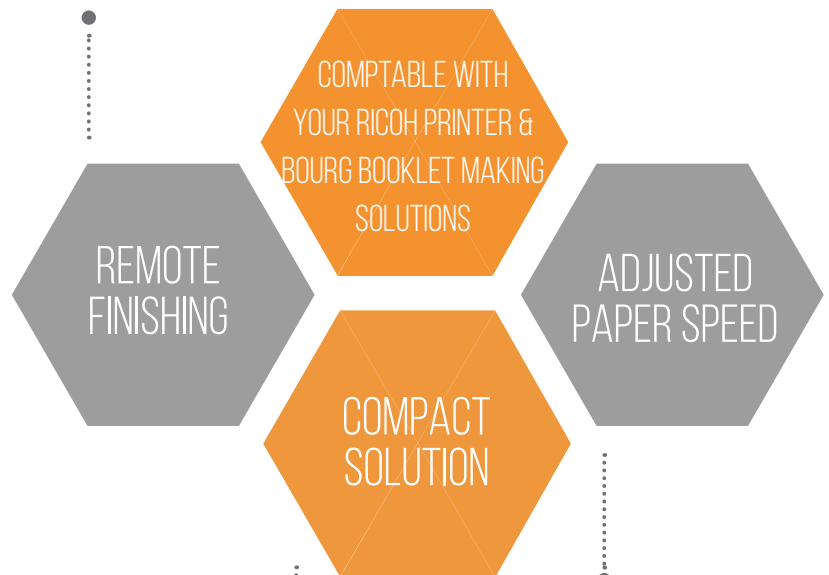 COMPTABLE WITH
YOUR RICOH PRINTER &
BOURG BOOKLET MAKING
SOLUTIONS
REMOTE
FINISHING
ADJUSTED
PAPER SPEED
COMPACT
SOLUTION